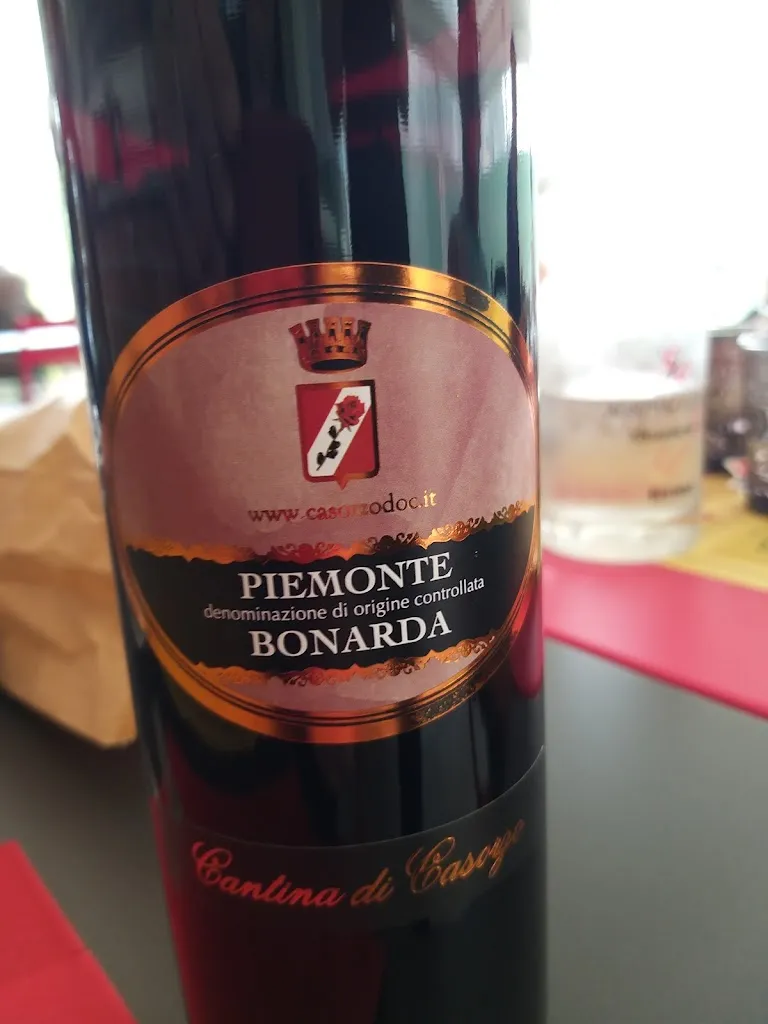 www.casorzodoc.it
PIEMONTE
denominazione di origine controllata
BONARDA
Cantina di Casorzo